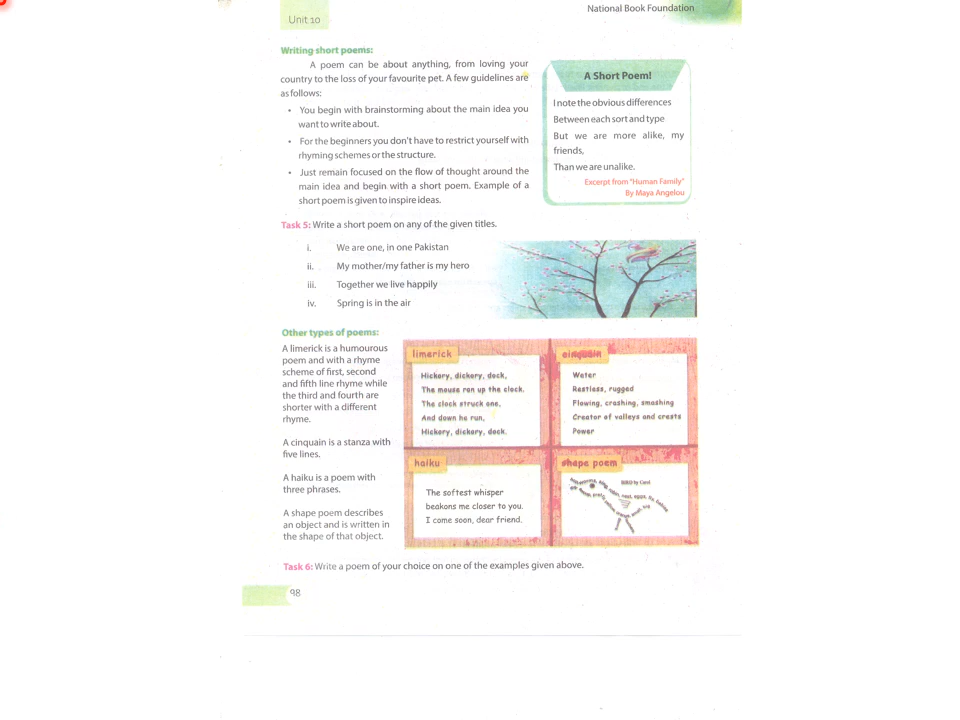 National Book Foundation
Unit 10
Writing short poems:
A poem can be about anything, from loving your
country to the loss of your favourite pet. A few guidelines are
as follows:
• You begin with brainstorming about the main idea you
want to write about.
• For the beginners you don't have to restrict yourself with
rhyming schemes or the structure.
• Just remain focused on the flow of thought around the
main idea and begin with a short poem. Example of a
short poem is given to inspire ideas.
A Short Poem!
I note the obvious differences
Between each sort and type
But we are more alike, my
friends,
Than we are unalike.
Excerpt from "Human Family"
By Maya Angelou
Task 5: Write a short poem on any of the given titles.
i. We are one, in one Pakistan
ii. My mother/my father is my hero
iii. Together we live happily
iv. Spring is in the air
Other types of poems:
A limerick is a humourous
poem and with a rhyme
scheme of first, second
and fifth line rhyme while
the third and fourth are
shorter with a different
rhyme.
A cinquain is a stanza with
five lines.
A haiku is a poem with
three phrases.
A shape poem describes
an object and is written in
the shape of that object.
limerick
Hickory, dickory, dock,
The mouse ran up the clock.
The clock struck one,
And down he run,
Hickory, dickory, dock.
cinquain
Water
Restless, rugged
Flowing, crashing, smashing
Creator of valleys and crests
Power
haiku
The softest whisper
beakons me closer to you.
I come soon, dear friend.
shape poem
BIRD by Carol
Task 6: Write a poem of your choice on one of the examples given above.
98